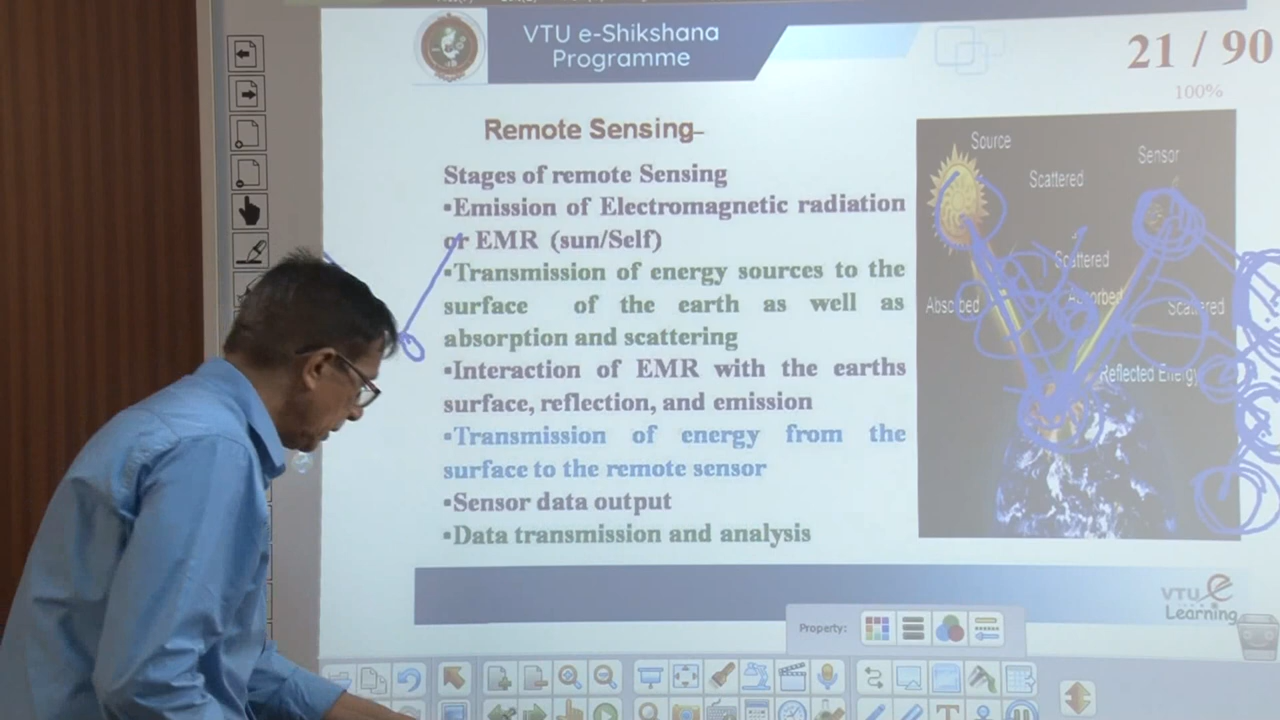 VTU e-Shikshana
Programme
21 / 90
100%
Remote Sensing–
Stages of remote Sensing
▪Emission of Electromagnetic radiation
or EMR (sun/Self)
▪Transmission of energy sources to the
surface of the earth as well as
absorption and scattering
▪Interaction of EMR with the earths
surface, reflection, and emission
▪Transmission of energy from the
surface to the remote sensor
▪Sensor data output
▪Data transmission and analysis
Source
Sensor
Scattered
Scattered
Absorbed
Absorbed
Scattered
Reflected Energy
VTU e
Learning
Property: